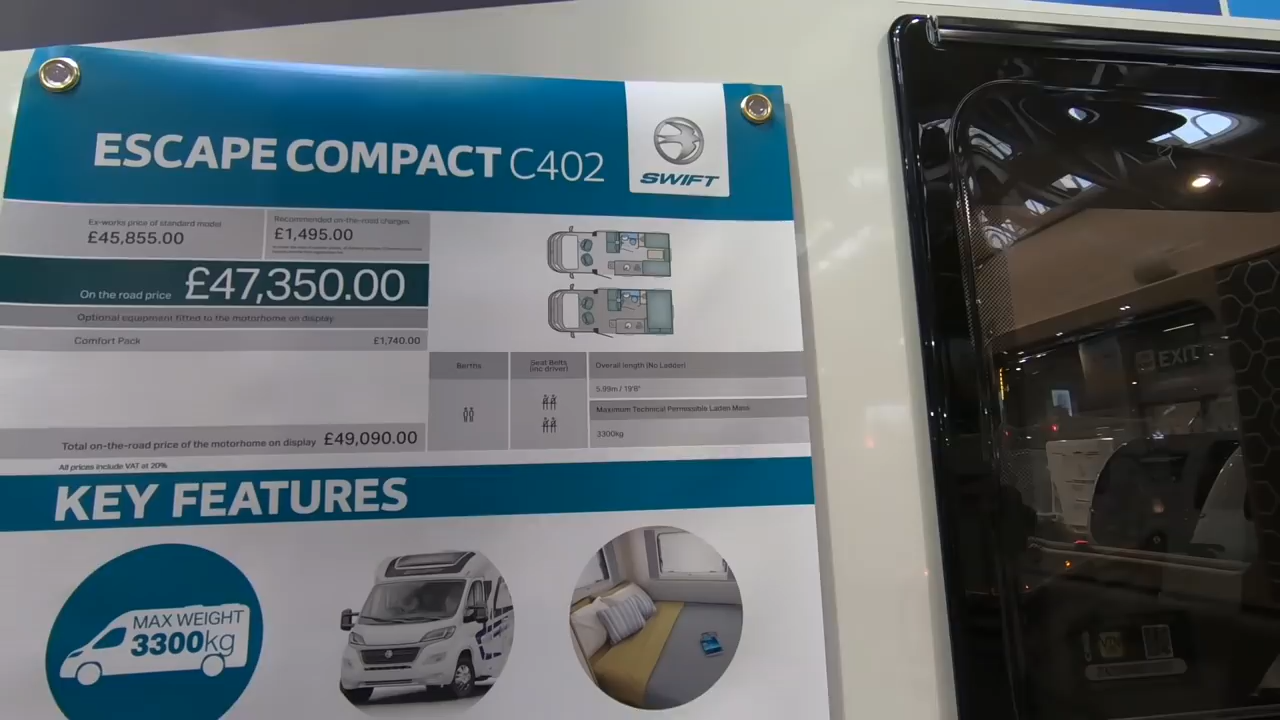 ESCAPE COMPACT C402
SWIFT
Ex-works price of standard model
£45,855.00
Recommended on-the-road charges
£1,495.00
On the road price £47,350.00
Optional equipment fitted to the motorhome on display
Comfort Pack £1,740.00
Total on-the-road price of the motorhome on display £49,090.00
All prices include VAT at 20%
Berths
Seat Belts
(inc driver)
Overall length (No Ladder)
5.99m / 19'8"
Maximum Technical Permissible Laden Mass
3300kg
KEY FEATURES
MAX WEIGHT
3300kg
EXIT